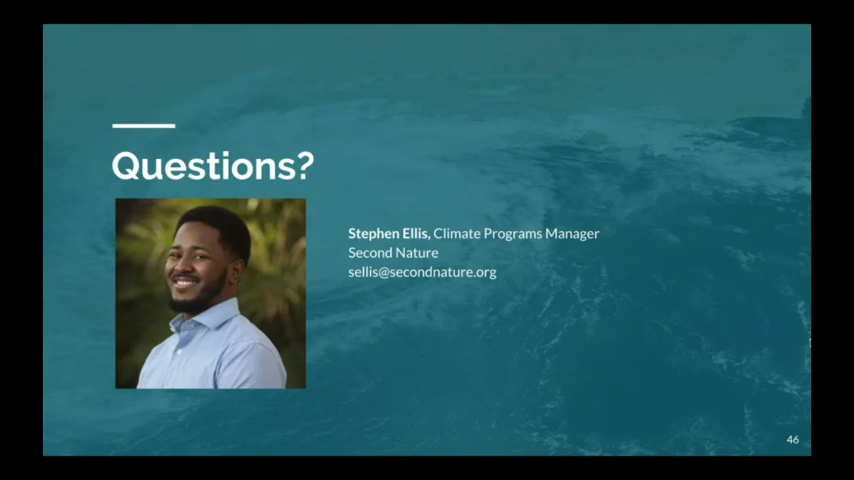 Questions?
Stephen Ellis, Climate Programs Manager
Second Nature
sellis@secondnature.org
46